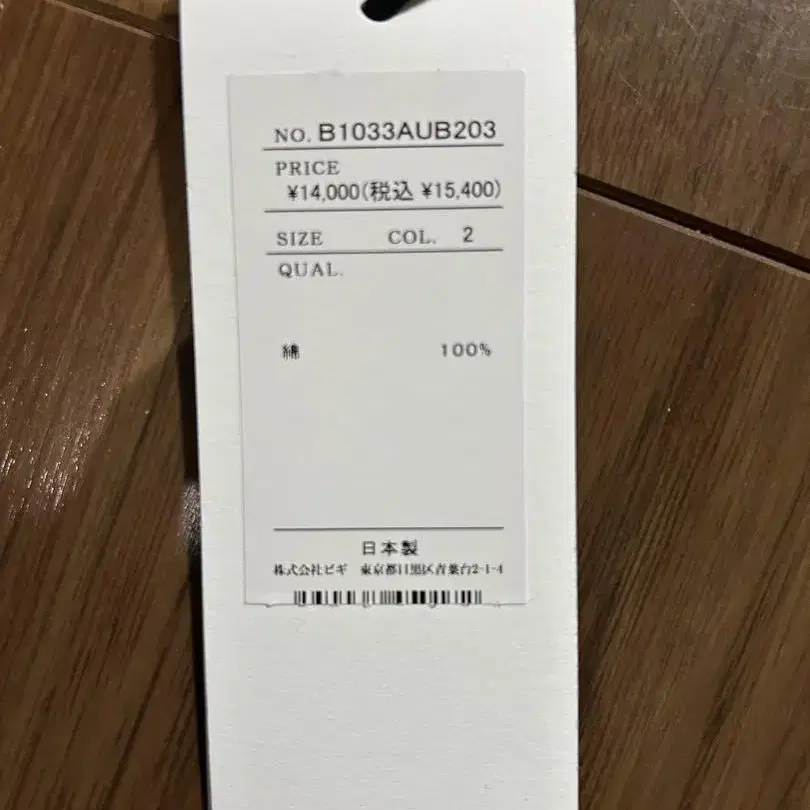 NO. B1033AUB203
PRICE
¥14,000(税込 ¥15,400)
SIZE COL. 2
QUAL.
綿 100%
日本製
株式会社ビギ 東京都目黒区青葉台2-1-4